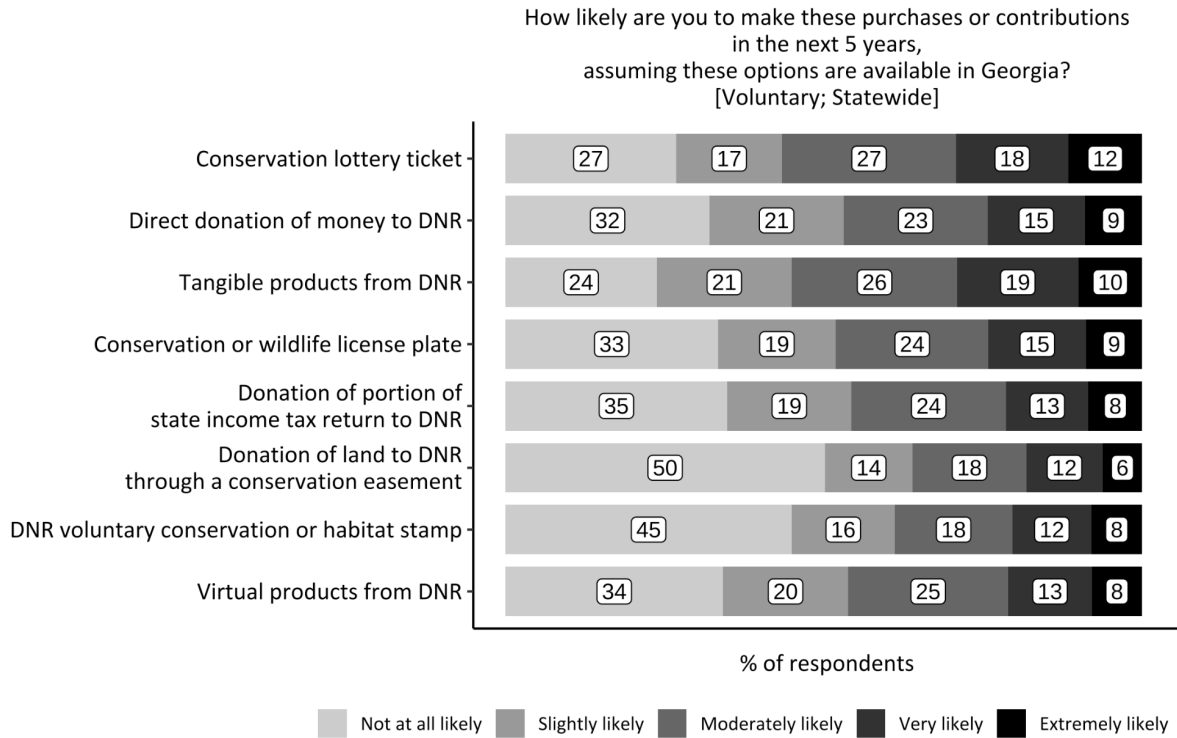 How likely are you to make these purchases or contributions
in the next 5 years,
assuming these options are available in Georgia?
[Voluntary; Statewide]
Conservation lottery ticket
27 17 27 18 12
Direct donation of money to DNR
32 21 23 15 9
Tangible products from DNR
24 21 26 19 10
Conservation or wildlife license plate
33 19 24 15 9
Donation of portion of
state income tax return to DNR
35 19 24 13 8
Donation of land to DNR
through a conservation easement
50 14 18 12 6
DNR voluntary conservation or habitat stamp
45 16 18 12 8
Virtual products from DNR
34 20 25 13 8
% of respondents
Not at all likely Slightly likely Moderately likely Very likely Extremely likely